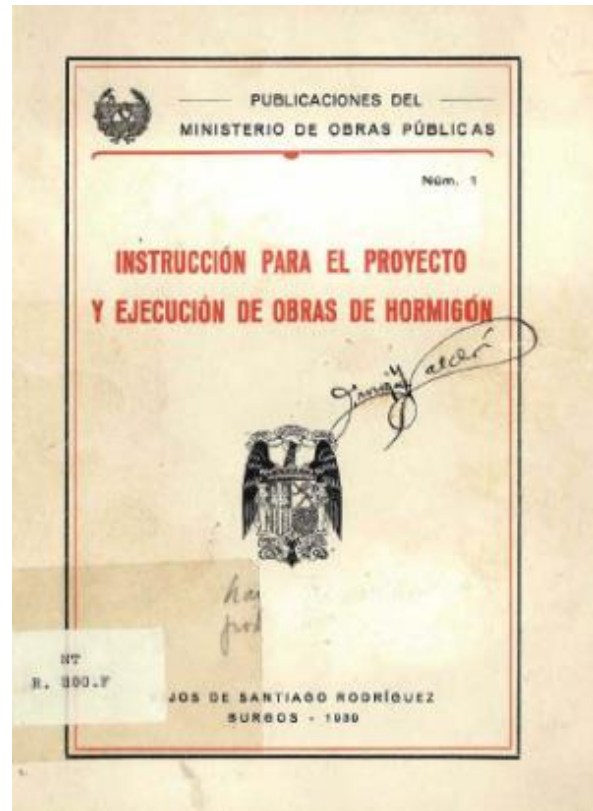 PUBLICACIONES DEL
MINISTERIO DE OBRAS PÚBLICAS
Núm. 1
INSTRUCCIÓN PARA EL PROYECTO
Y EJECUCIÓN DE OBRAS DE HORMIGÓN
NT
JOS DE SANTIAGO RODRÍGUEZ
BURGOS - 1939